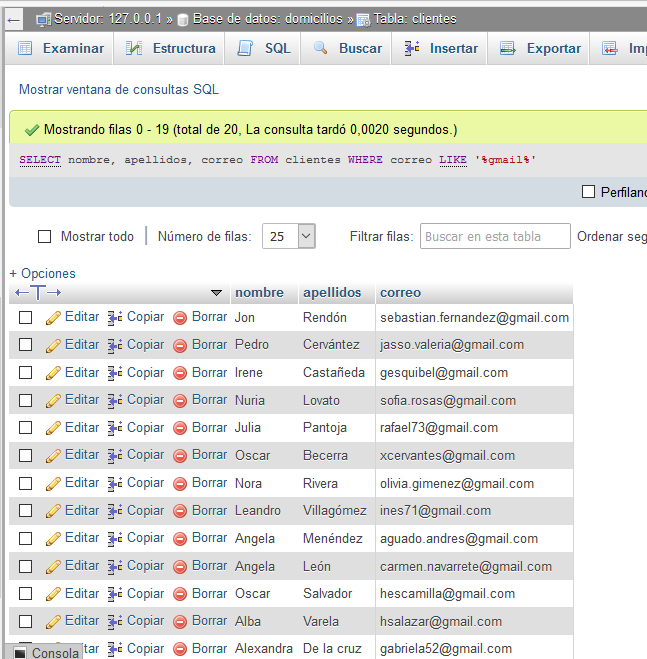 Servidor: 127.0.0.1 » Base de datos: domicilios » Tabla: clientes
Examinar Estructura SQL Buscar Insertar Exportar Imp
Mostrar ventana de consultas SQL
Mostrando filas 0 - 19 (total de 20, La consulta tardó 0,0020 segundos.)
SELECT nombre, apellidos, correo FROM clientes WHERE correo LIKE '%gmail%'
Perfiland
Mostrar todo Número de filas: 25 Filtrar filas: Buscar en esta tabla Ordenar seg
+ Opciones
←T→ nombre apellidos correo
Editar Copiar Borrar Jon Rendón sebastian.fernandez@gmail.com
Editar Copiar Borrar Pedro Cervántez jasso.valeria@gmail.com
Editar Copiar Borrar Irene Castañeda gesquibel@gmail.com
Editar Copiar Borrar Nuria Lovato sofia.rosas@gmail.com
Editar Copiar Borrar Julia Pantoja rafael73@gmail.com
Editar Copiar Borrar Oscar Becerra xcervantes@gmail.com
Editar Copiar Borrar Nora Rivera olivia.gimenez@gmail.com
Editar Copiar Borrar Leandro Villagómez ines71@gmail.com
Editar Copiar Borrar Angela Menéndez aguado.andres@gmail.com
Editar Copiar Borrar Angela León carmen.navarrete@gmail.com
Editar Copiar Borrar Oscar Salvador hescamilla@gmail.com
Editar Copiar Borrar Alba Varela hsalazar@gmail.com
tar Copiar Borrar Alexandra De la cruz gabriela52@gmail.com
Consola